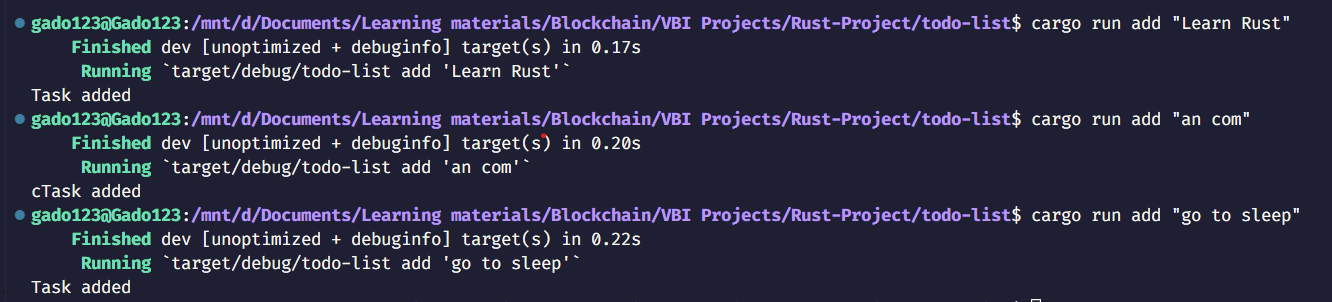 gado123@Gado123:/mnt/d/Documents/Learning materials/Blockchain/VBI Projects/Rust-Project/todo-list$ cargo run add "Learn Rust"
Finished dev [unoptimized + debuginfo] target(s) in 0.17s
Running `target/debug/todo-list add 'Learn Rust'`
Task added
gado123@Gado123:/mnt/d/Documents/Learning materials/Blockchain/VBI Projects/Rust-Project/todo-list$ cargo run add "an com"
Finished dev [unoptimized + debuginfo] target(s) in 0.20s
Running `target/debug/todo-list add 'an com'`
cTask added
gado123@Gado123:/mnt/d/Documents/Learning materials/Blockchain/VBI Projects/Rust-Project/todo-list$ cargo run add "go to sleep"
Finished dev [unoptimized + debuginfo] target(s) in 0.22s
Running `target/debug/todo-list add 'go to sleep'`
Task added